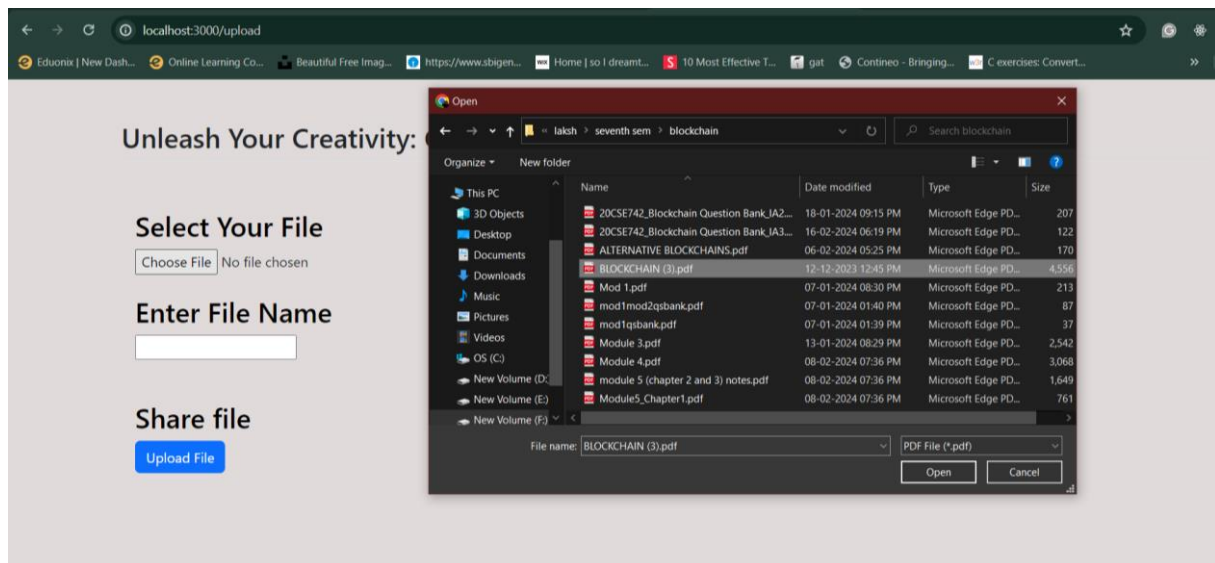 localhost:3000/upload
Eduonix | New Dash... Online Learning Co... Beautiful Free Imag... https://www.sbigen... Home | so I dreamt... 10 Most Effective T... gat Contineo - Bringing... C exercises: Convert... »
Unleash Your Creativity:
Select Your File
Choose File No file chosen
Enter File Name
Share file
Upload File
Open
« laksh > seventh sem > blockchain Search blockchain
Organize New folder
This PC
3D Objects
Desktop
Documents
Downloads
Music
Pictures
Videos
OS (C:)
New Volume (D:
New Volume (E:)
New Volume (F:)
Name Date modified Type Size
20CSE742_Blockchain Question Bank_IA2... 18-01-2024 09:15 PM Microsoft Edge PD... 207
20CSE742_Blockchain Question Bank_IA3... 16-02-2024 06:19 PM Microsoft Edge PD... 122
ALTERNATIVE BLOCKCHAINS.pdf 06-02-2024 05:25 PM Microsoft Edge PD... 170
BLOCKCHAIN (3).pdf 12-12-2023 12:45 PM Microsoft Edge PD... 4,556
Mod 1.pdf 07-01-2024 08:30 PM Microsoft Edge PD... 213
mod1mod2qsbank.pdf 07-01-2024 01:40 PM Microsoft Edge PD... 87
mod1qsbank.pdf 07-01-2024 01:39 PM Microsoft Edge PD... 37
Module 3.pdf 13-01-2024 08:29 PM Microsoft Edge PD... 2,542
Module 4.pdf 08-02-2024 07:36 PM Microsoft Edge PD... 3,068
module 5 (chapter 2 and 3) notes.pdf 08-02-2024 07:36 PM Microsoft Edge PD... 1,649
Module5_Chapter1.pdf 08-02-2024 07:36 PM Microsoft Edge PD... 761
File name: BLOCKCHAIN (3).pdf PDF File (*.pdf)
Open Cancel